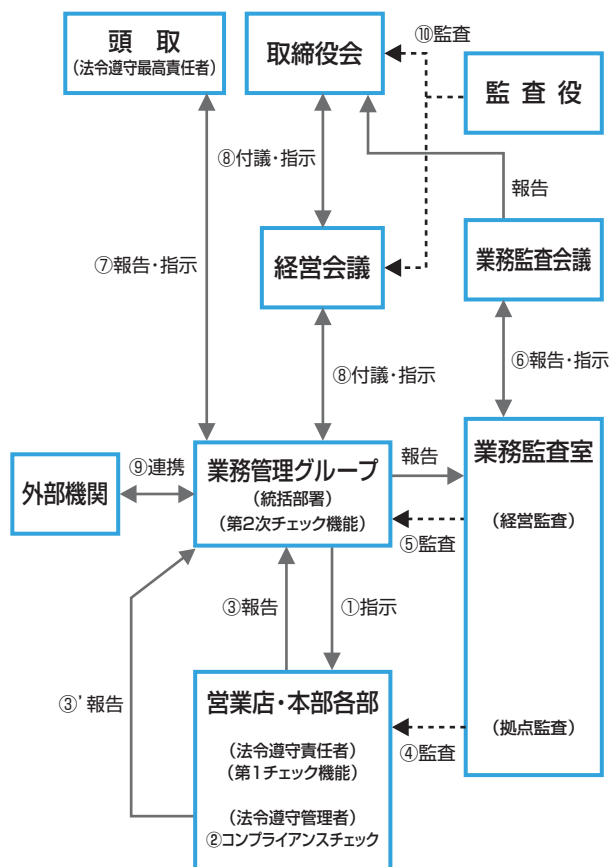 頭 取
（法令遵守最高責任者）
取締役会
⑩監査
監 査 役
⑧付議・指示
報告
⑦報告・指示
経営会議
業務監査会議
⑧付議・指示
⑥報告・指示
外部機関
⑨連携
業務管理グループ
（統括部署）
（第2次チェック機能）
報告
業務監査室
（経営監査）
⑤監査
③報告
①指示
③’報告
営業店・本部各部
（法令遵守責任者）
（第1チェック機能）
（法令遵守管理者）
②コンプライアンスチェック
④監査
（拠点監査）